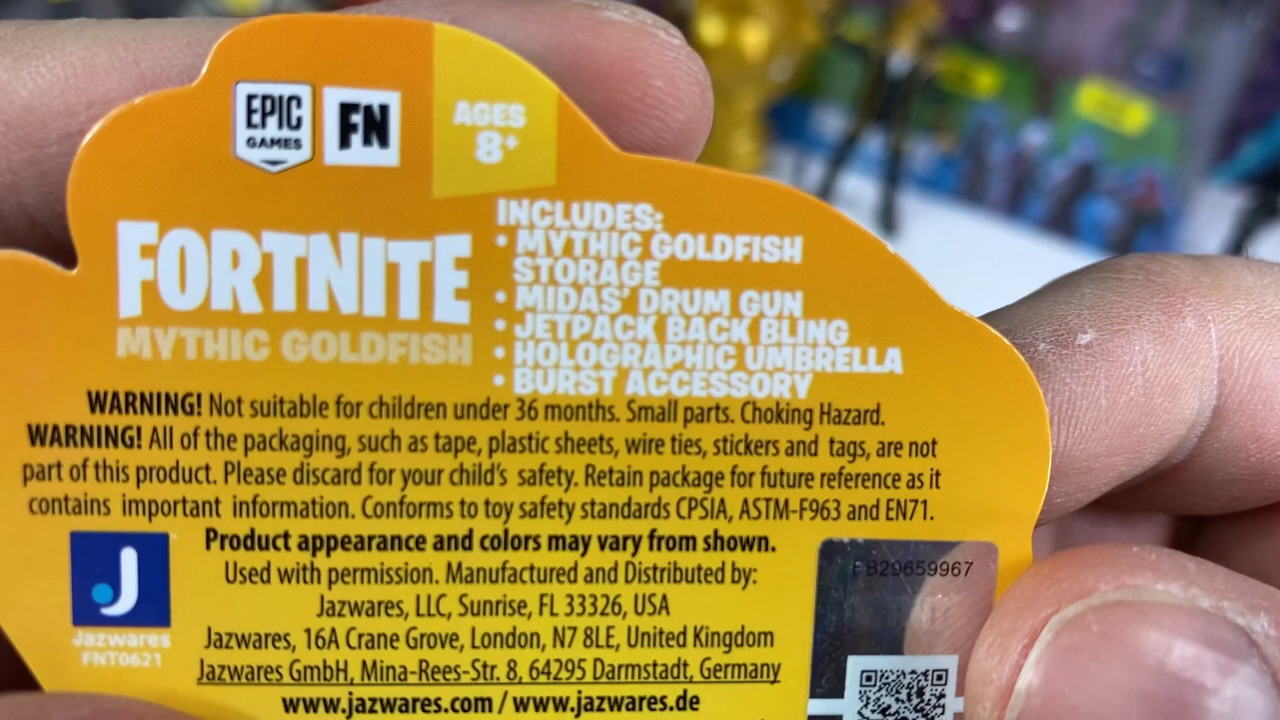 EPIC
GAMES
FN
AGES
8+
FORTNITE
MYTHIC GOLDFISH
INCLUDES:
• MYTHIC GOLDFISH
STORAGE
• MIDAS' DRUM GUN
• JETPACK BACK BLING
• HOLOGRAPHIC UMBRELLA
• BURST ACCESSORY
WARNING! Not suitable for children under 36 months. Small parts. Choking Hazard.
WARNING! All of the packaging, such as tape, plastic sheets, wire ties, stickers and tags, are not
part of this product. Please discard for your child's safety. Retain package for future reference as it
contains important information. Conforms to toy safety standards CPSIA, ASTM-F963 and EN71.
Product appearance and colors may vary from shown.
Used with permission. Manufactured and Distributed by:
Jazwares, LLC, Sunrise, FL 33326, USA
Jazwares, 16A Crane Grove, London, N7 8LE, United Kingdom
Jazwares GmbH, Mina-Rees-Str. 8, 64295 Darmstadt, Germany
www.jazwares.com / www.jazwares.de
J
Jazwares
FNT0621
FB29659967